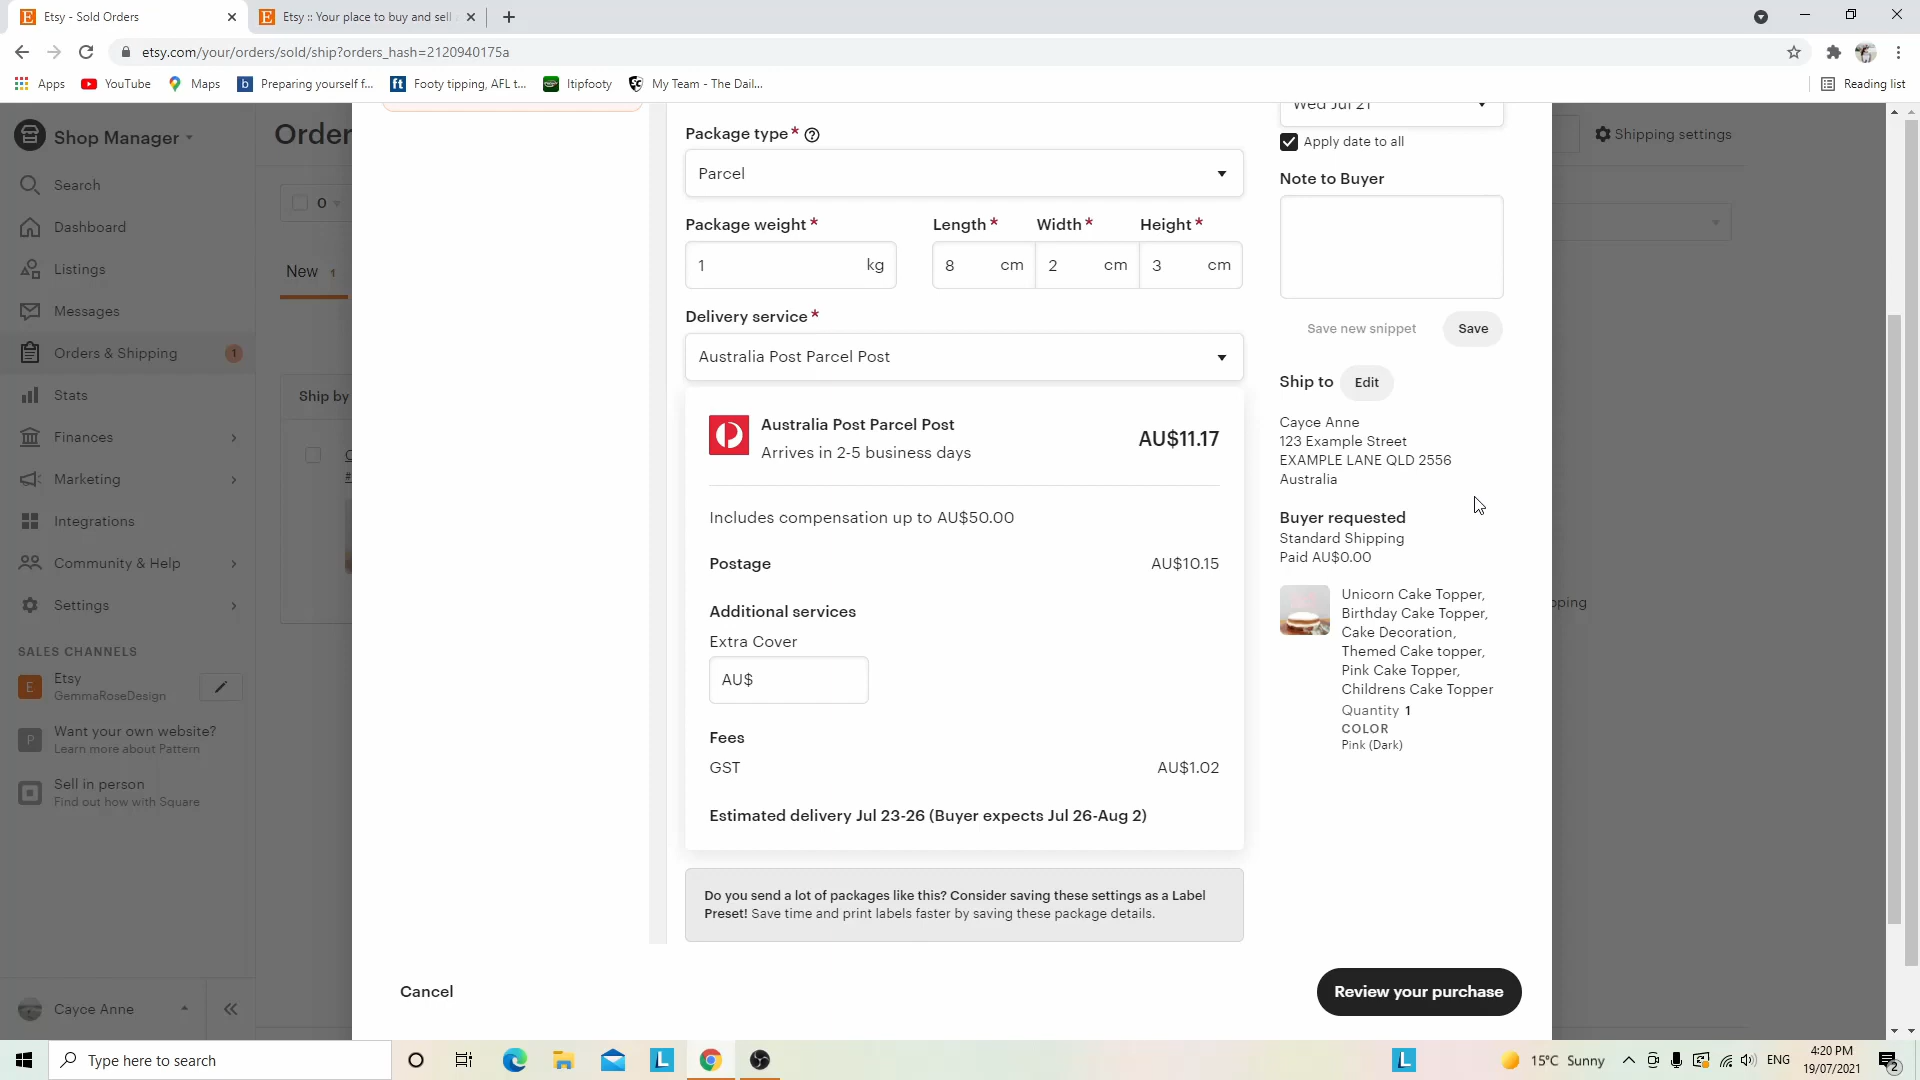 Etsy - Sold Orders
Etsy :: Your place to buy and sell
etsy.com/your/orders/sold/ship?orders_hash=2120940175a
Apps
YouTube
Maps
Preparing yourself f...
Footy tipping, AFL t...
Itipfooty
My Team - The Dail...
Reading list
Shop Manager
Search
Dashboard
Listings
Messages
Orders & Shipping
1
Stats
Finances
Marketing
Integrations
Community & Help
Settings
SALES CHANNELS
Etsy
GemmaRoseDesign
Want your own website?
Learn more about Pattern
Sell in person
Find out how with Square
Cayce Anne
Order
0
New 1
Ship by
Shipping settings
pping
Package type*
Parcel
Package weight*
1 kg
Length* Width* Height*
8 cm 2 cm 3 cm
Delivery service*
Australia Post Parcel Post
Australia Post Parcel Post
Arrives in 2-5 business days
AU$11.17
Includes compensation up to AU$50.00
Postage AU$10.15
Additional services
Extra Cover
AU$
Fees
GST AU$1.02
Estimated delivery Jul 23-26 (Buyer expects Jul 26-Aug 2)
Do you send a lot of packages like this? Consider saving these settings as a Label
Preset! Save time and print labels faster by saving these package details.
Wed Jul 21
Apply date to all
Note to Buyer
Save new snippet
Save
Ship to Edit
Cayce Anne
123 Example Street
EXAMPLE LANE QLD 2556
Australia
Buyer requested
Standard Shipping
Paid AU$0.00
Unicorn Cake Topper,
Birthday Cake Topper,
Cake Decoration,
Themed Cake topper,
Pink Cake Topper,
Childrens Cake Topper
Quantity 1
COLOR
Pink (Dark)
Cancel
Review your purchase
Type here to search
15°C Sunny
ENG
4:20 PM
19/07/2021
2